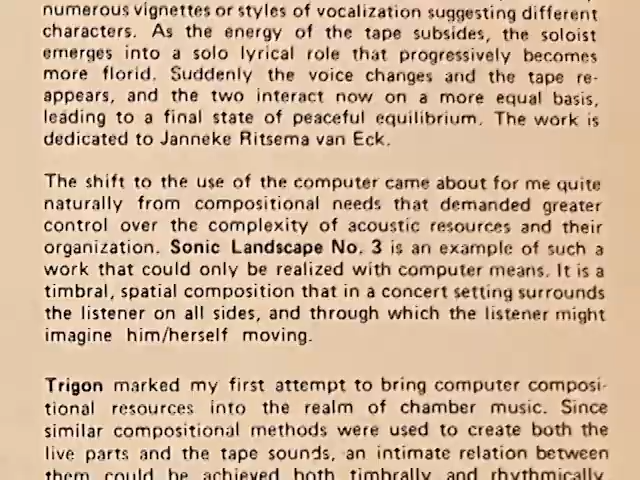 numerous vignettes or styles of vocalization suggesting different
characters. As the energy of the tape subsides, the soloist
emerges into a solo lyrical role that progressively becomes
more florid. Suddenly the voice changes and the tape re-
appears, and the two interact now on a more equal basis,
leading to a final state of peaceful equilibrium. The work is
dedicated to Janneke Ritsema van Eck.
The shift to the use of the computer came about for me quite
naturally from compositional needs that demanded greater
control over the complexity of acoustic resources and their
organization. Sonic Landscape No. 3 is an example of such a
work that could only be realized with computer means. It is a
timbral, spatial composition that in a concert setting surrounds
the listener on all sides, and through which the listener might
imagine him/herself moving.
Trigon marked my first attempt to bring computer composi-
tional resources into the realm of chamber music. Since
similar compositional methods were used to create both the
live parts and the tape sounds, an intimate relation between
them could be achieved both timbrally and rhythmically.